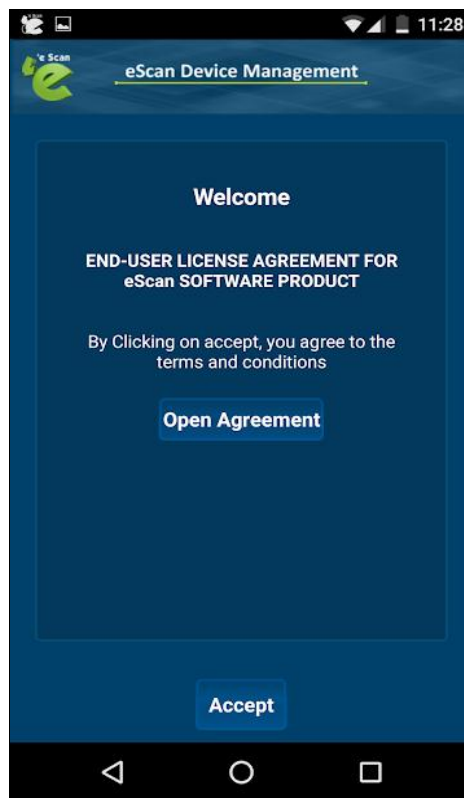 11:28
e Scan
eScan Device Management
Welcome
END-USER LICENSE AGREEMENT FOR
eScan SOFTWARE PRODUCT
By Clicking on accept, you agree to the
terms and conditions
Open Agreement
Accept